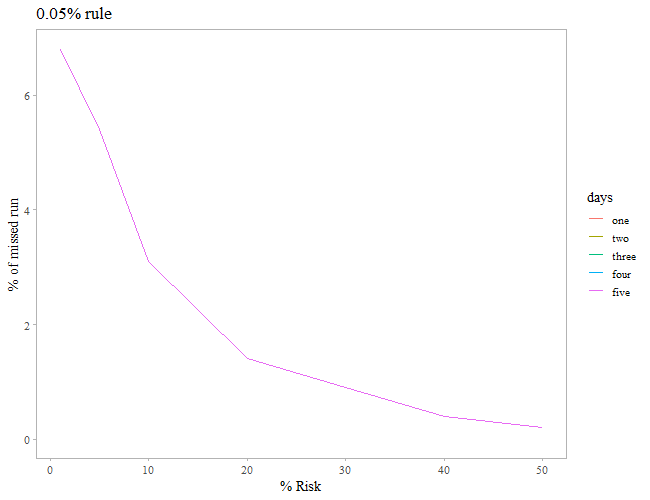 0.05% rule
% of missed run
6
4
2
0
0 10 20 30 40 50
% Risk
days
one
two
three
four
five